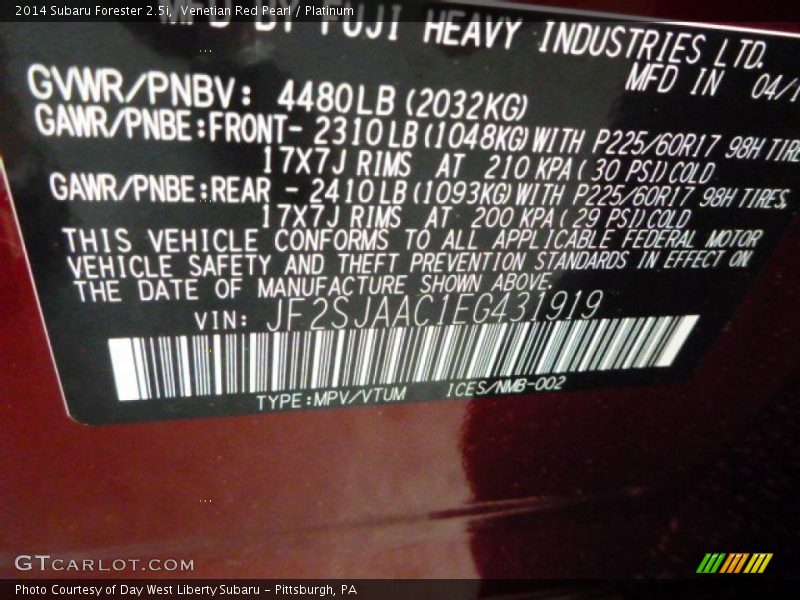 2014 Subaru Forester 2.5i, Venetian Red Pearl / Platinum
BY FUJI HEAVY INDUSTRIES LTD.
MFD IN 04/1
GVWR/PNBV: 4480LB (2032KG)
GAWR/PNBE:FRONT- 2310LB (1048KG) WITH P225/60R17 98H TIRE
17X7J RIMS AT 210 KPA ( 30 PSI)COLD
GAWR/PNBE:REAR - 2410LB (1093KG) WITH P225/60R17 98H TIRES,
17X7J RIMS AT 200 KPA ( 29 PSI)COLD
THIS VEHICLE CONFORMS TO ALL APPLICABLE FEDERAL MOTOR
VEHICLE SAFETY AND THEFT PREVENTION STANDARDS IN EFFECT ON
THE DATE OF MANUFACTURE SHOWN ABOVE.
VIN: JF2SJAAC1EG431919
TYPE:MPV/VTUM ICES/NMB-002
GTCARLOT.COM
Photo Courtesy of Day West Liberty Subaru - Pittsburgh, PA